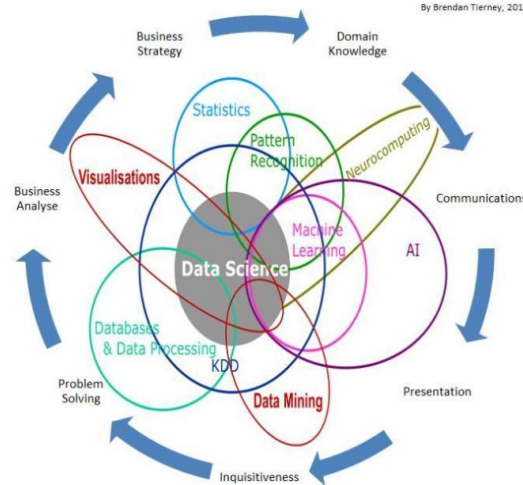 By Brendan Tierney, 201
Business
Strategy
Domain
Knowledge
Statistics
Pattern
Recognition
Neurocomputing
Visualisations
Business
Analyse
Communications
Machine
Learning
AI
Data Science
Databases
& Data Processing
KDD
Problem
Solving
Data Mining
Presentation
Inquisitiveness